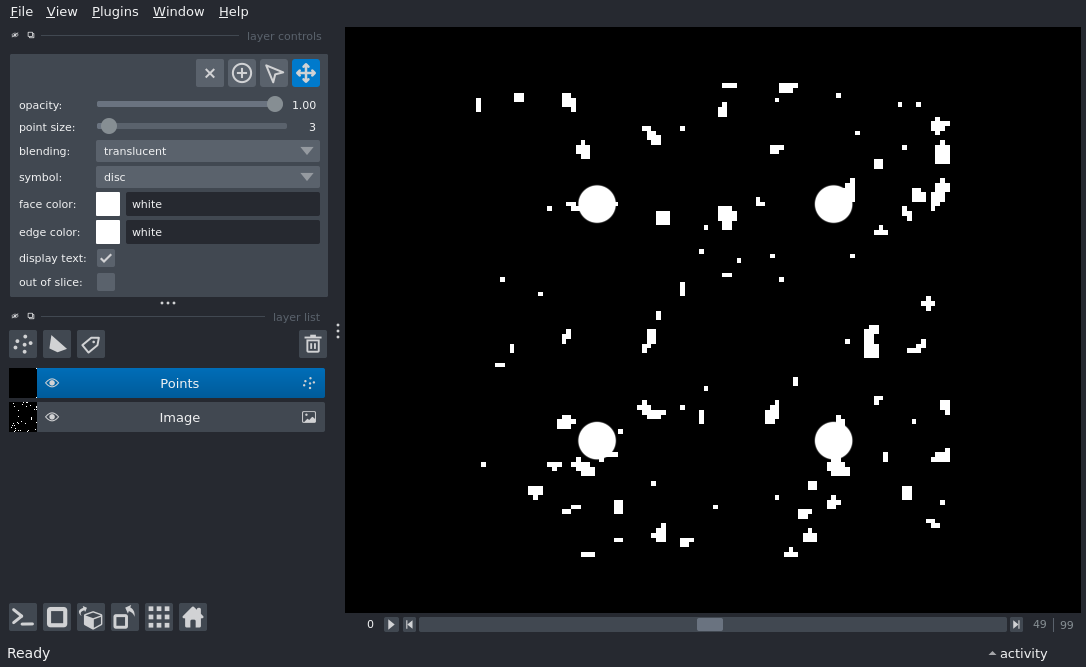 File View Plugins Window Help
layer controls
opacity: 1.00
point size: 3
blending: translucent
symbol: disc
face color: white
edge color: white
display text:
out of slice:
layer list
Points
Image
0 49 99
Ready activity